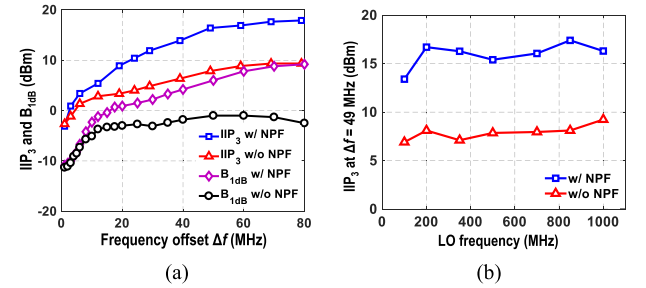 20
10
0
-10
-20
0
20
40
60
80
IIP3 and B1dB (dBm)
Frequency offset Δf (MHz)
IIP3 w/ NPF
IIP3 w/o NPF
B1dB w/ NPF
B1dB w/o NPF
(a)
20
15
10
5
0
0
200
400
600
800
1000
IIP3 at Δf = 49 MHz (dBm)
LO frequency (MHz)
w/ NPF
w/o NPF
(b)